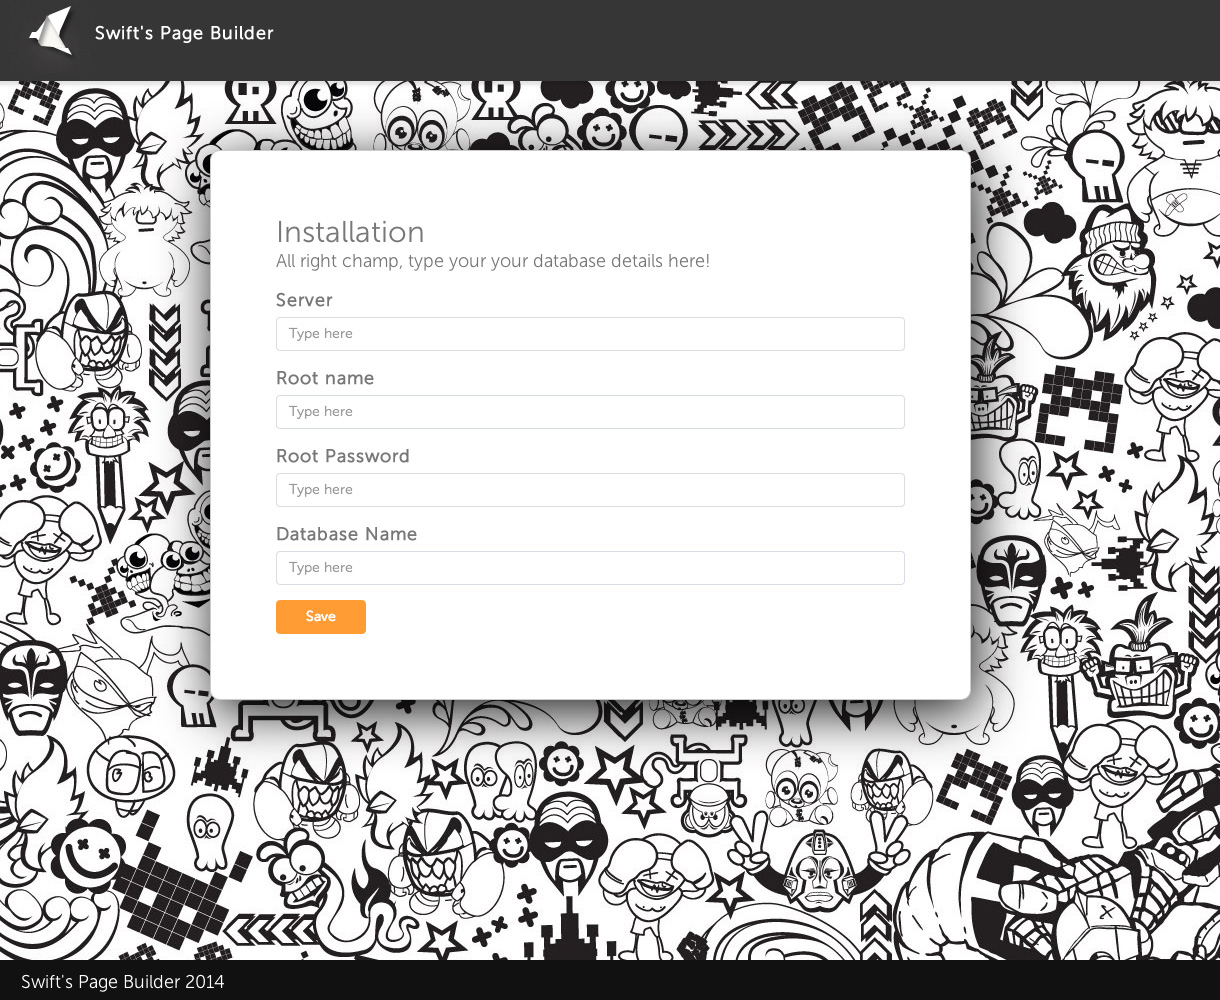 Swift's Page Builder
Installation
All right champ, type your your database details here!
Server
Type here
Root name
Type here
Root Password
Type here
Database Name
Type here
Save
Swift's Page Builder 2014